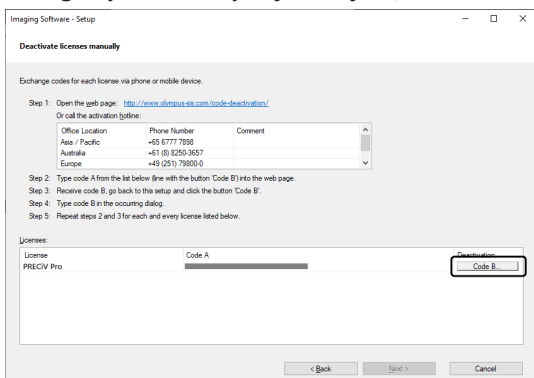 Imaging Software - Setup
Deactivate licenses manually
Exchange codes for each license via phone or mobile device.
Step 1: Open the web page: http://www.olympus-sis.com/code-deactivation/
Or call the activation hotline:
Office Location Phone Number Comment
Asia / Pacific +65 6777 7898
Australia +61 (8) 8250-3657
Europe +49 (251) 79800-0
Step 2: Type code A from the list below (line with the button 'Code B') into the web page.
Step 3: Receive code B, go back to this setup and click the button 'Code B'.
Step 4: Type code B in the occurring dialog.
Step 5: Repeat steps 2 and 3 for each and every license listed below.
Licenses:
License Code A Deactivation
PRECiV Pro Code B...
< Back Next > Cancel